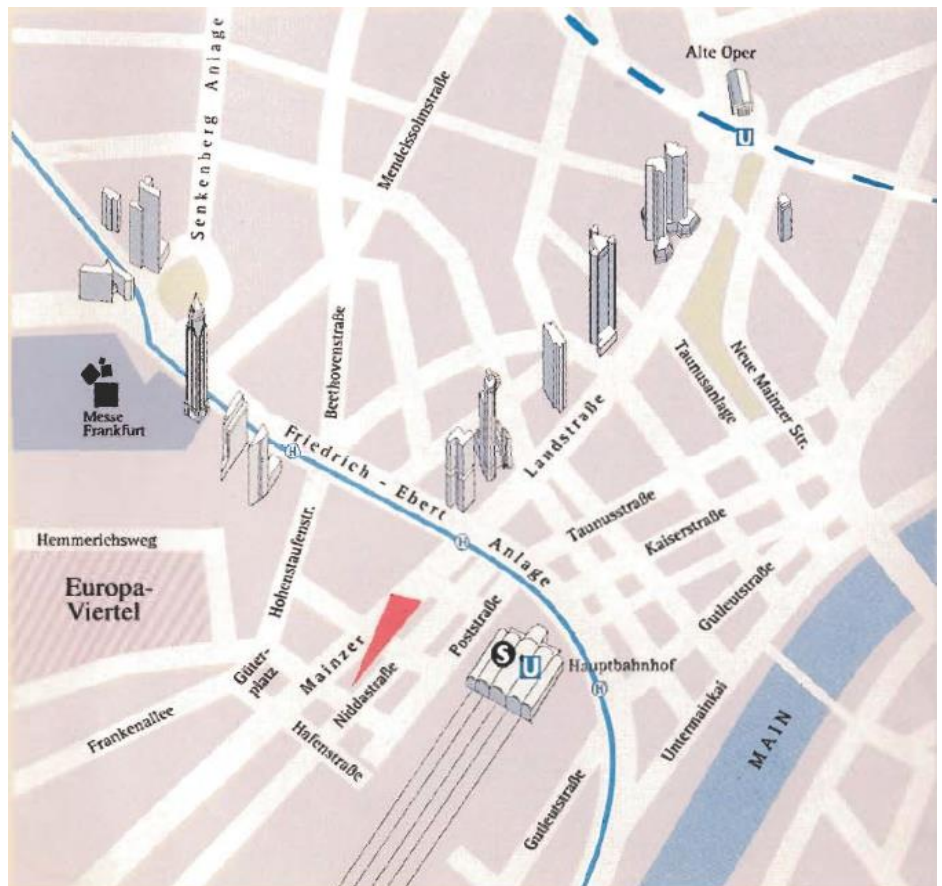 Alte Oper
U
Senkenberg Anlage
Mendelssohnstraße
Beethovenstraße
Taunusanlage
Neue Mainzer Str.
Messe
Frankfurt
Friedrich - Ebert Anlage
H
Landstraße
Taunusstraße
Kaiserstraße
Hemmerichsweg
Hohenstaufenstr.
H
Gutleutstraße
Europa-
Viertel
Mainzer
Poststraße
S
U
Hauptbahnhof
Güter-
platz
Niddastraße
H
Frankenallee
Hafenstraße
Untermainkai
MAIN
Gutleutstraße